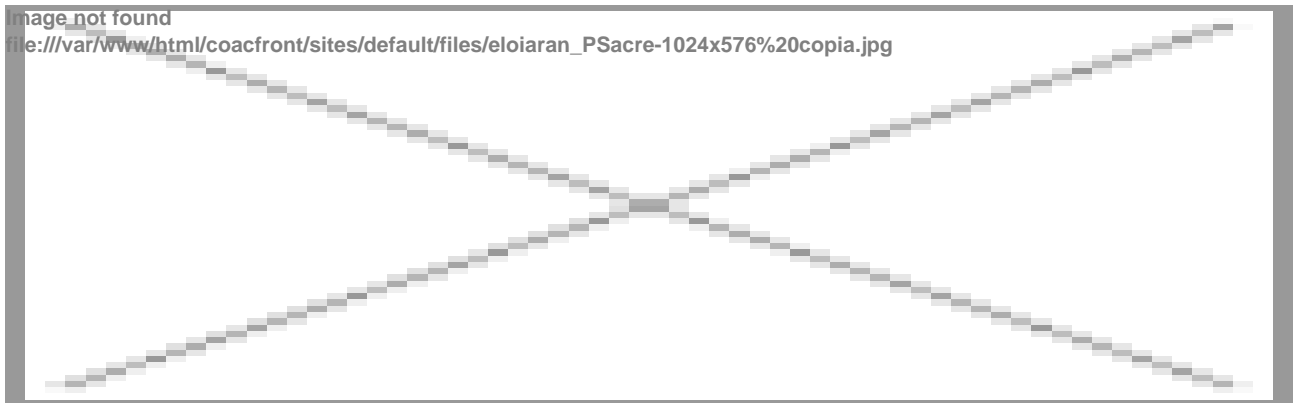 Image not found
file:///var/www/html/coacfront/sites/default/files/eloiaran_PSacre-1024x576%20copia.jpg